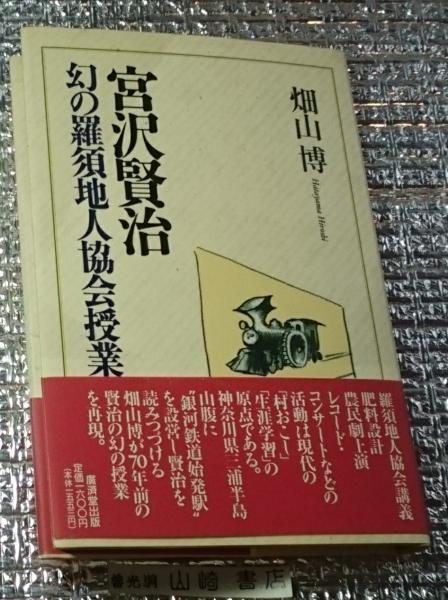 畑山 博
Hatayama Hiroshi
宮沢賢治
幻の羅須地人協会授業
羅須地人協会講義
肥料設計
農民劇上演
レコード・
コンサートなどの
活動は現代の
「村おこし」
「生涯学習」の
原点である。
神奈川県三浦半島
山腹に
"銀河鉄道始発駅"
を設営し賢治を
読みつづける
畑山博が70年前の
賢治の幻の授業
を再現。
廣済堂出版
定価一六〇〇円
(本体一五五三円)
山崎書店